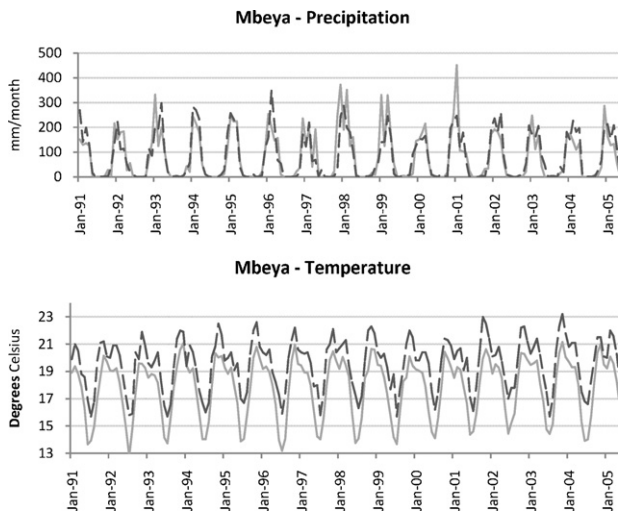 Mbeya - Precipitation
mm/month
500
400
300
200
100
0
Jan-91 Jan-92 Jan-93 Jan-94 Jan-95 Jan-96 Jan-97 Jan-98 Jan-99 Jan-00 Jan-01 Jan-02 Jan-03 Jan-04 Jan-05
Mbeya - Temperature
Degrees Celsius
23
21
19
17
15
13
Jan-91 Jan-92 Jan-93 Jan-94 Jan-95 Jan-96 Jan-97 Jan-98 Jan-99 Jan-00 Jan-01 Jan-02 Jan-03 Jan-04 Jan-05